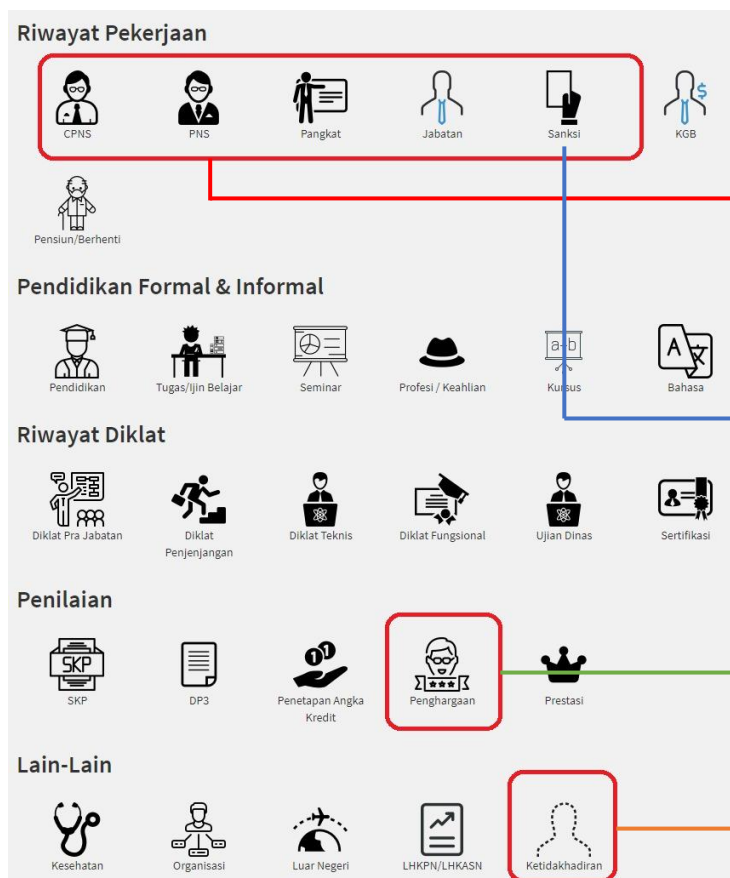 Riwayat Pekerjaan
CPNS PNS Pangkat Jabatan Sanksi KGB
Pensiun/Berhenti
Pendidikan Formal & Informal
Pendidikan Tugas/Ijin Belajar Seminar Profesi / Keahlian Kursus Bahasa
Riwayat Diklat
Diklat Pra Jabatan Diklat Penjenjangan Diklat Teknis Diklat Fungsional Ujian Dinas Sertifikasi
Penilaian
SKP
SKP DP3 Penetapan Angka Kredit Penghargaan Prestasi
Lain-Lain
Kesehatan Organisasi Luar Negeri LHKPN/LHKASN Ketidakhadiran